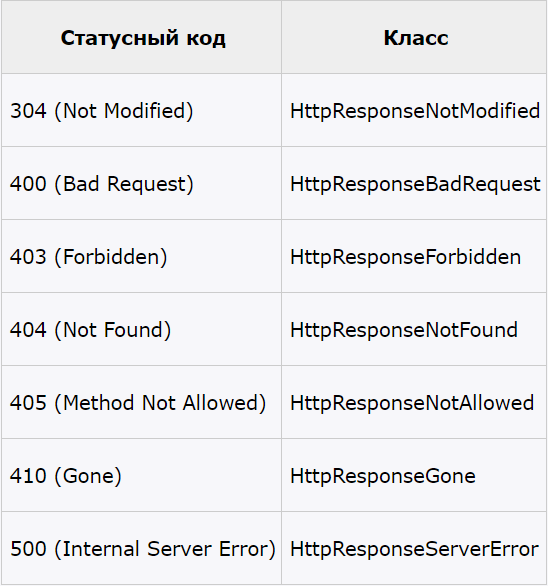 Статусный код Класс
304 (Not Modified) HttpResponseNotModified
400 (Bad Request) HttpResponseBadRequest
403 (Forbidden) HttpResponseForbidden
404 (Not Found) HttpResponseNotFound
405 (Method Not Allowed) HttpResponseNotAllowed
410 (Gone) HttpResponseGone
500 (Internal Server Error) HttpResponseServerError